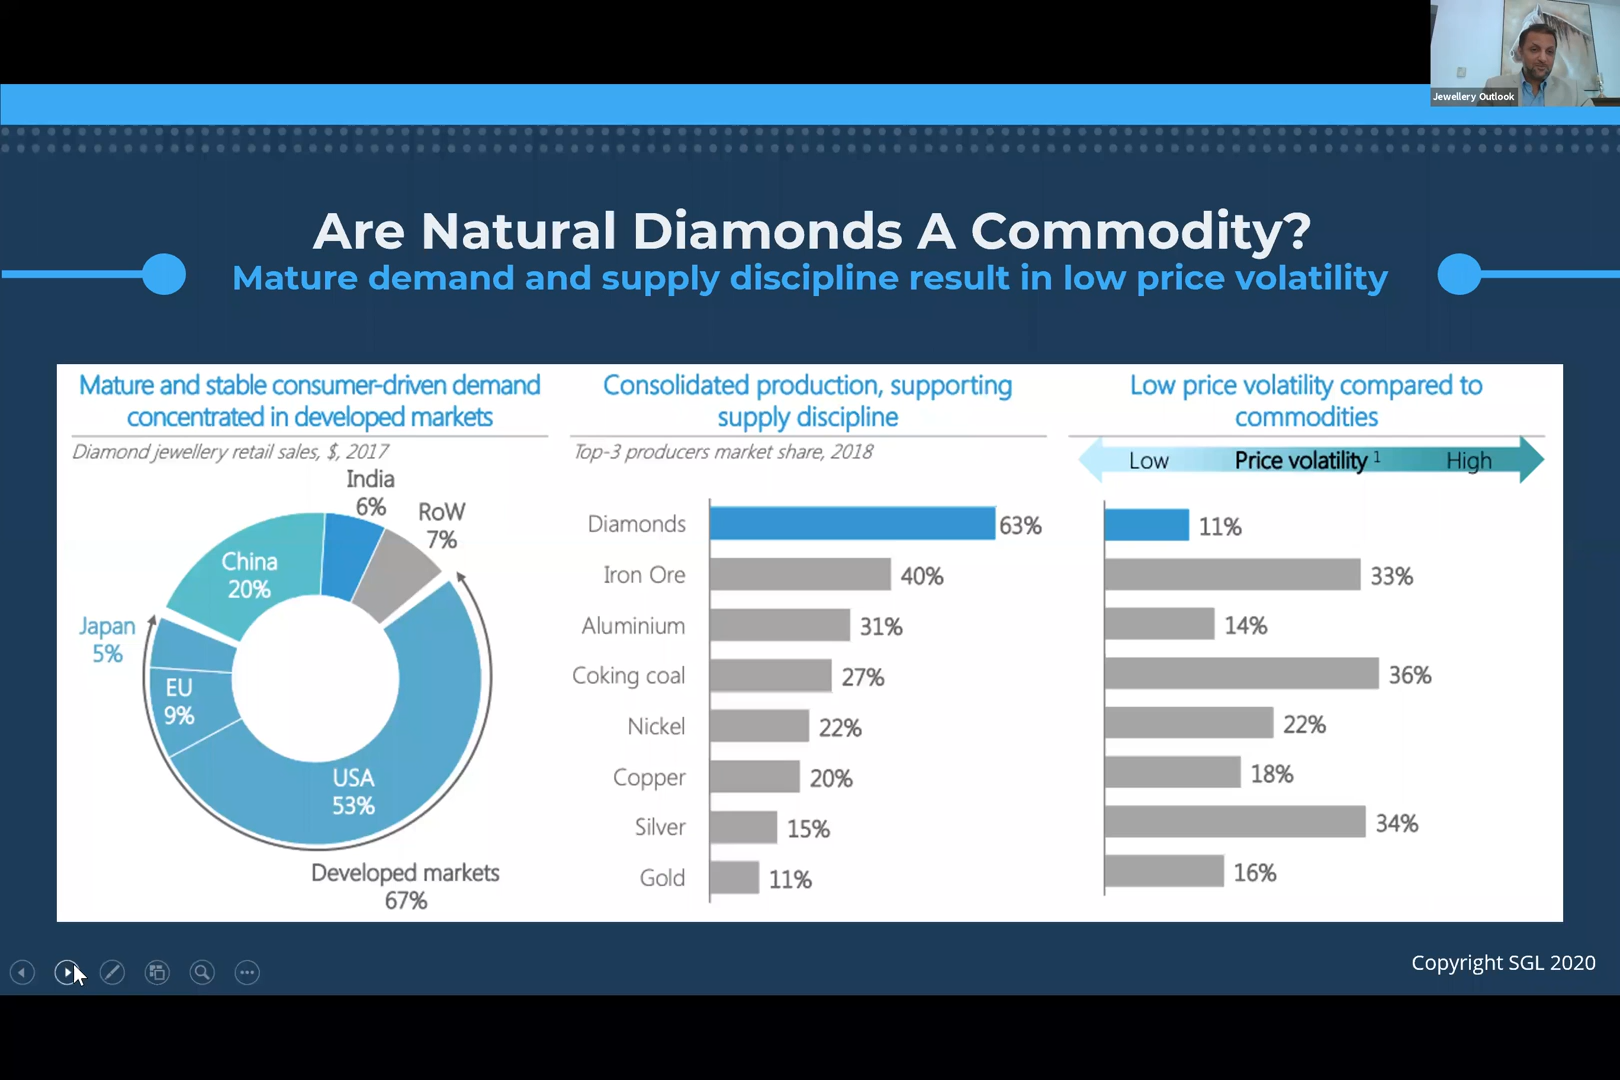 Jewellery Outlook
Are Natural Diamonds A Commodity?
Mature demand and supply discipline result in low price volatility
Mature and stable consumer-driven demand
concentrated in developed markets
Diamond jewellery retail sales, $, 2017
India
6%
RoW
7%
China
20%
Japan
5%
EU
9%
USA
53%
Developed markets
67%
Consolidated production, supporting
supply discipline
Top-3 producers market share, 2018
Diamonds 63%
Iron Ore 40%
Aluminium 31%
Coking coal 27%
Nickel 22%
Copper 20%
Silver 15%
Gold 11%
Low price volatility compared to
commodities
Low Price volatility 1 High
11%
33%
14%
36%
22%
18%
34%
16%
Copyright SGL 2020